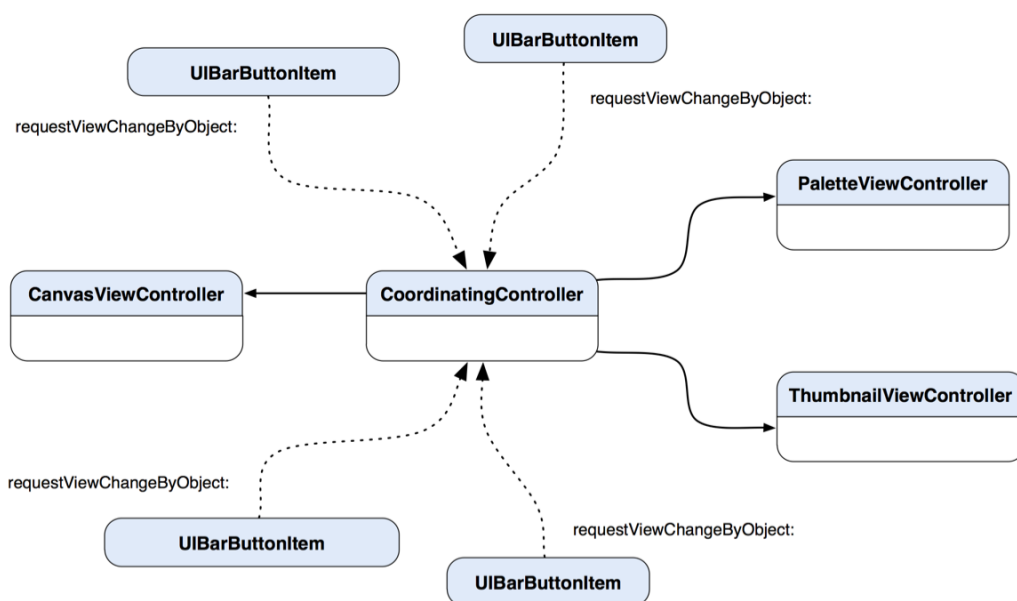 UIBarButtonItem
UIBarButtonItem
requestViewChangeByObject:
requestViewChangeByObject:
PaletteViewController
CanvasViewController
CoordinatingController
ThumbnailViewController
requestViewChangeByObject:
UIBarButtonItem
requestViewChangeByObject:
UIBarButtonItem